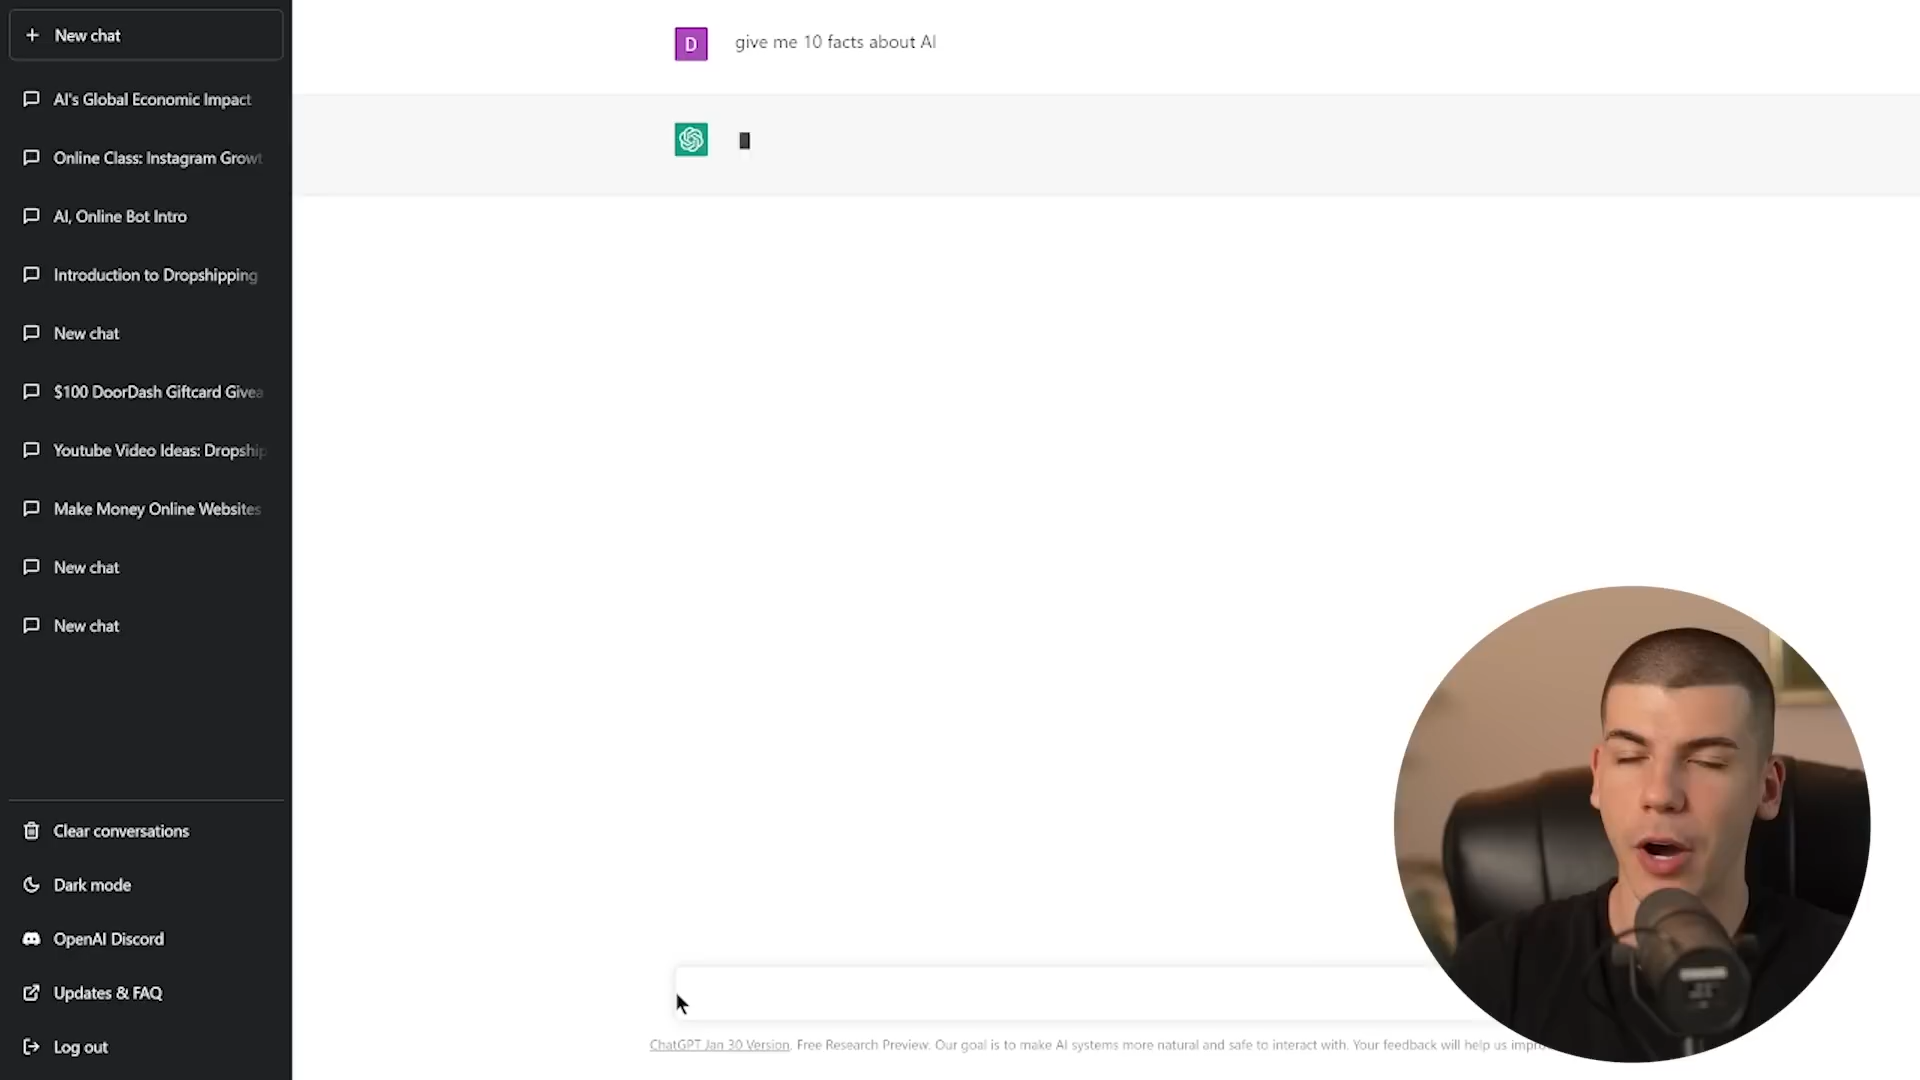 New chat
AI's Global Economic Impact
Online Class: Instagram Growt
AI, Online Bot Intro
Introduction to Dropshipping
New chat
$100 DoorDash Giftcard Givea
Youtube Video Ideas: Dropship
Make Money Online Websites
New chat
New chat
Clear conversations
Dark mode
OpenAI Discord
Updates & FAQ
Log out
D
give me 10 facts about AI
ChatGPT Jan 30 Version. Free Research Preview. Our goal is to make AI systems more natural and safe to interact with. Your feedback will help us impro